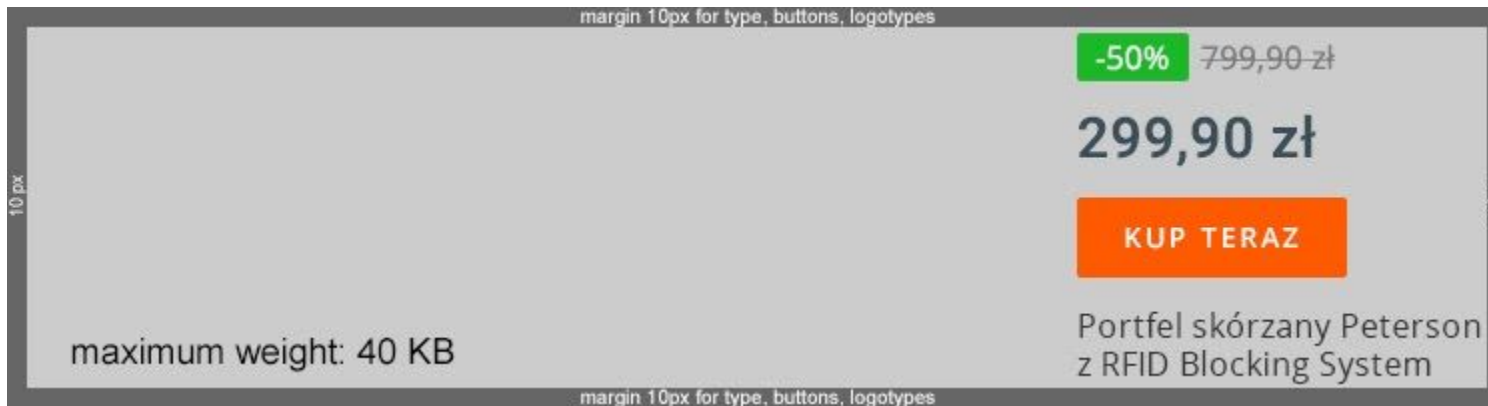 margin 10px for type, buttons, logotypes
-50% 799,90 zł
299,90 zł
10 px
KUP TERAZ
Portfel skórzany Peterson
z RFID Blocking System
maximum weight: 40 KB
margin 10px for type, buttons, logotypes